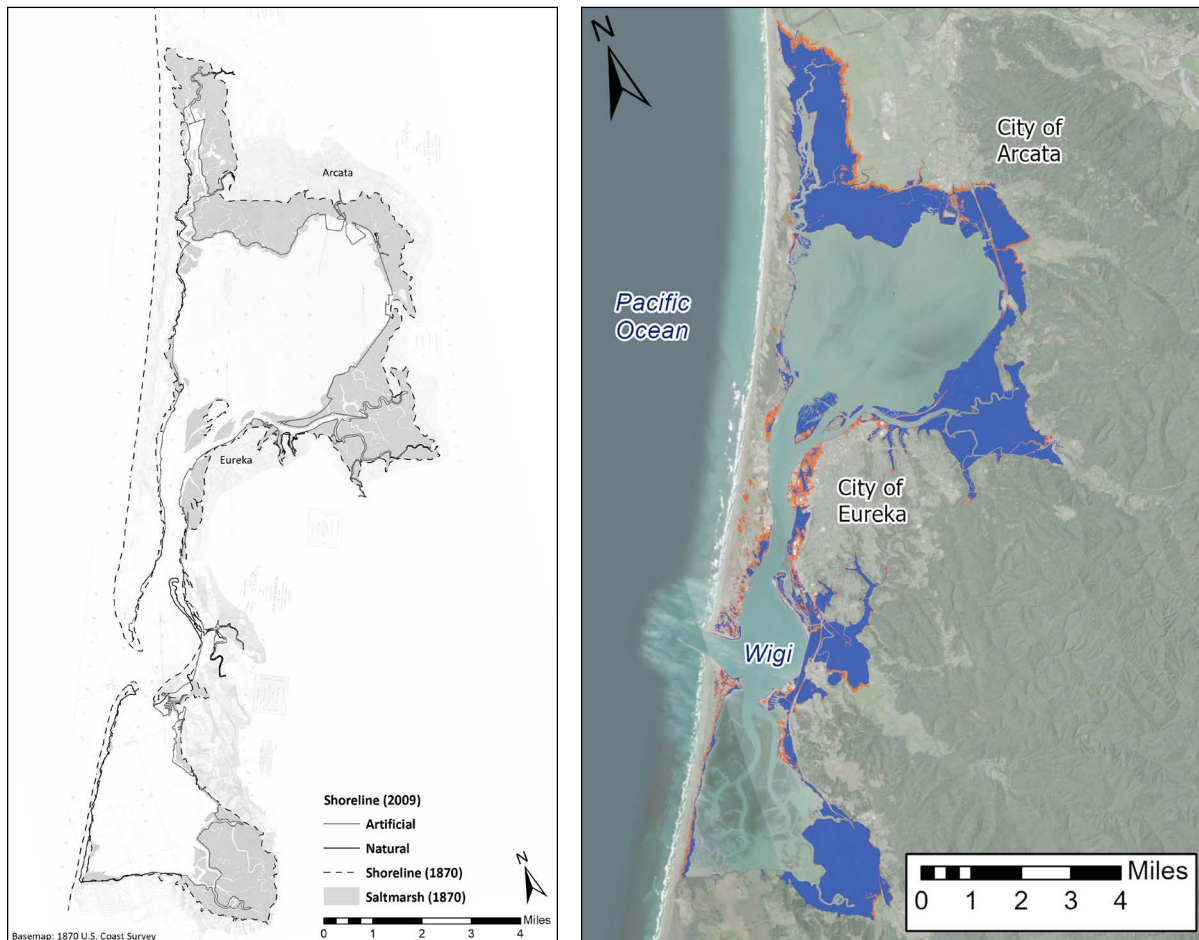 N
Arcata
Eureka
Shoreline (2009)
Artificial
Natural
Shoreline (1870)
Saltmarsh (1870)
N
Miles
0 1 2 3 4
Basemap: 1870 U.S. Coast Survey
City of
Arcata
Pacific
Ocean
City of
Eureka
Wigi
Miles
0 1 2 3 4